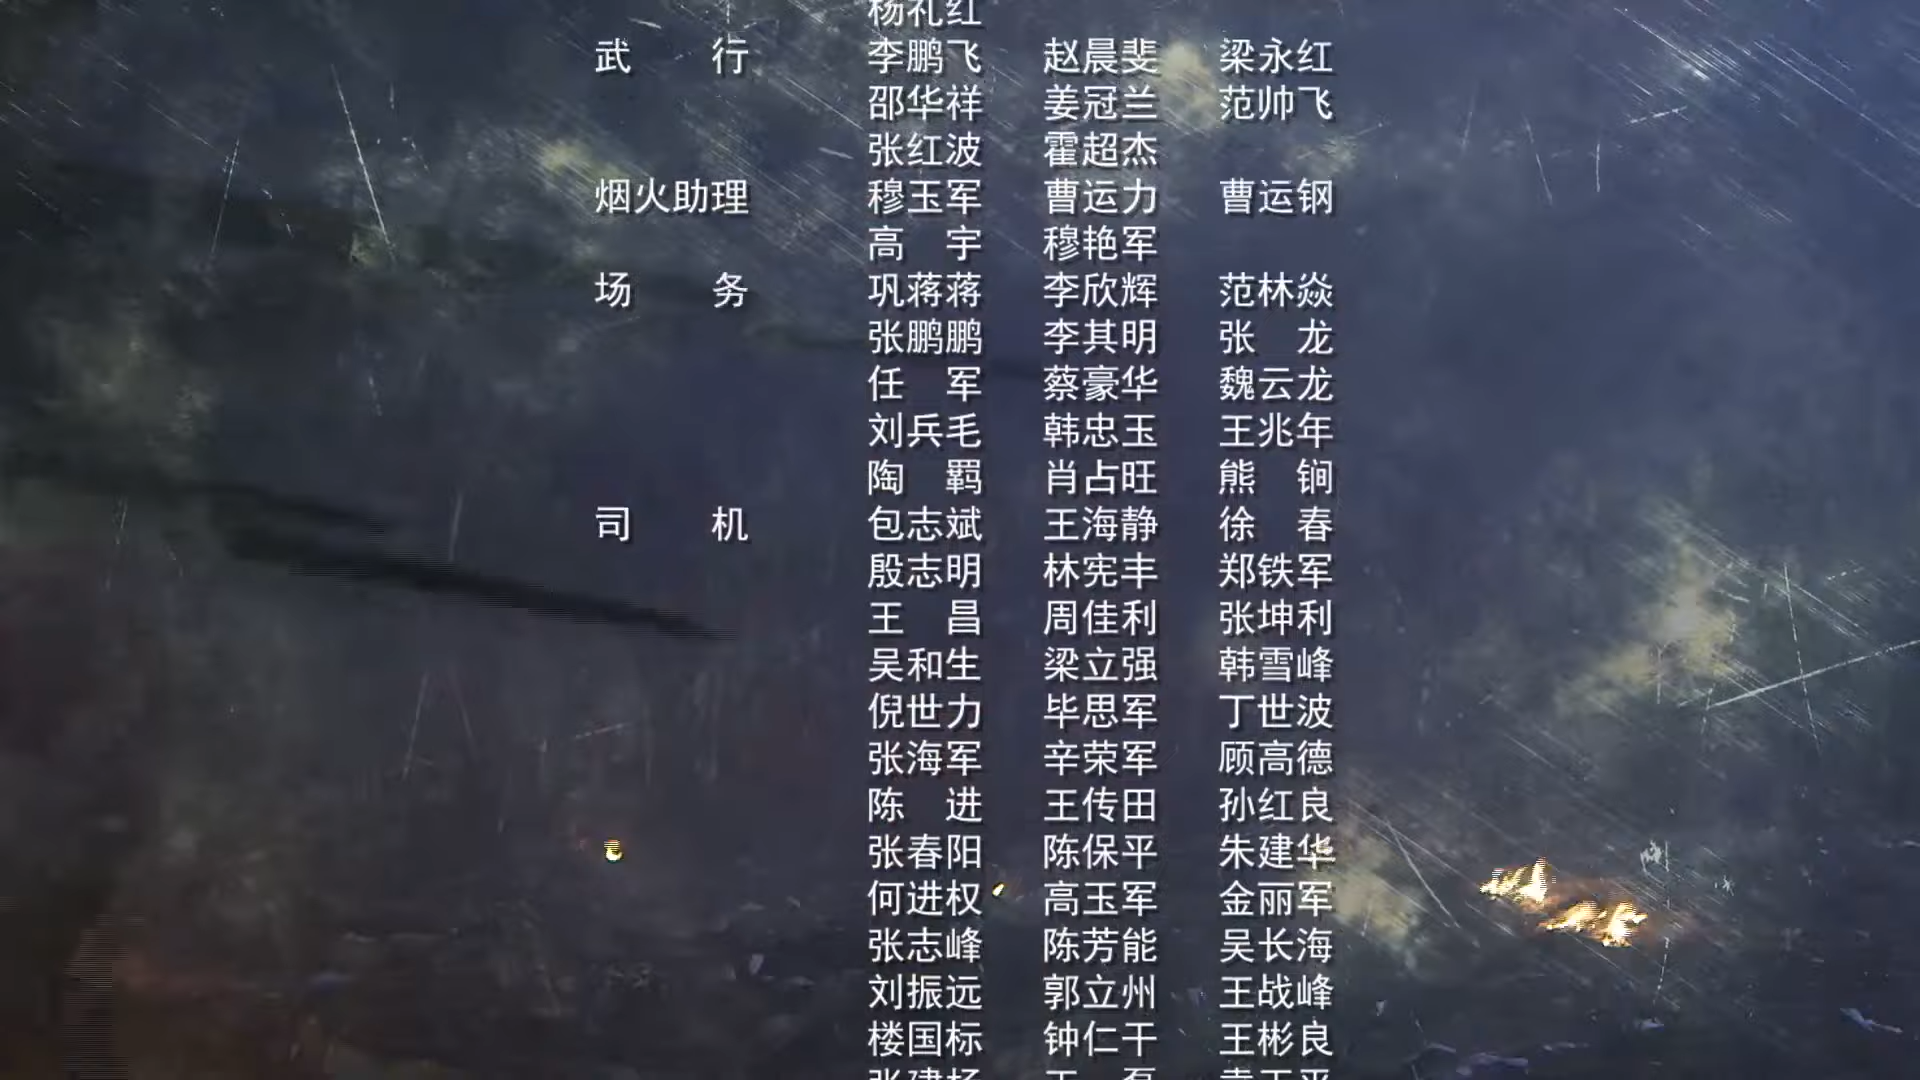 杨礼红
武 行 李鹏飞 赵晨斐 梁永红
邵华祥 姜冠兰 范帅飞
张红波 霍超杰
烟火助理 穆玉军 曹运力 曹运钢
高 宇 穆艳军
场 务 巩蒋蒋 李欣辉 范林焱
张鹏鹏 李其明 张 龙
任 军 蔡豪华 魏云龙
刘兵毛 韩忠玉 王兆年
陶 羁 肖占旺 熊 锏
司 机 包志斌 王海静 徐 春
殷志明 林宪丰 郑铁军
王 昌 周佳利 张坤利
吴和生 梁立强 韩雪峰
倪世力 毕思军 丁世波
张海军 辛荣军 顾高德
陈 进 王传田 孙红良
张春阳 陈保平 朱建华
何进权 高玉军 金丽军
张志峰 陈芳能 吴长海
刘振远 郭立州 王战峰
楼国标 钟仁干 王彬良